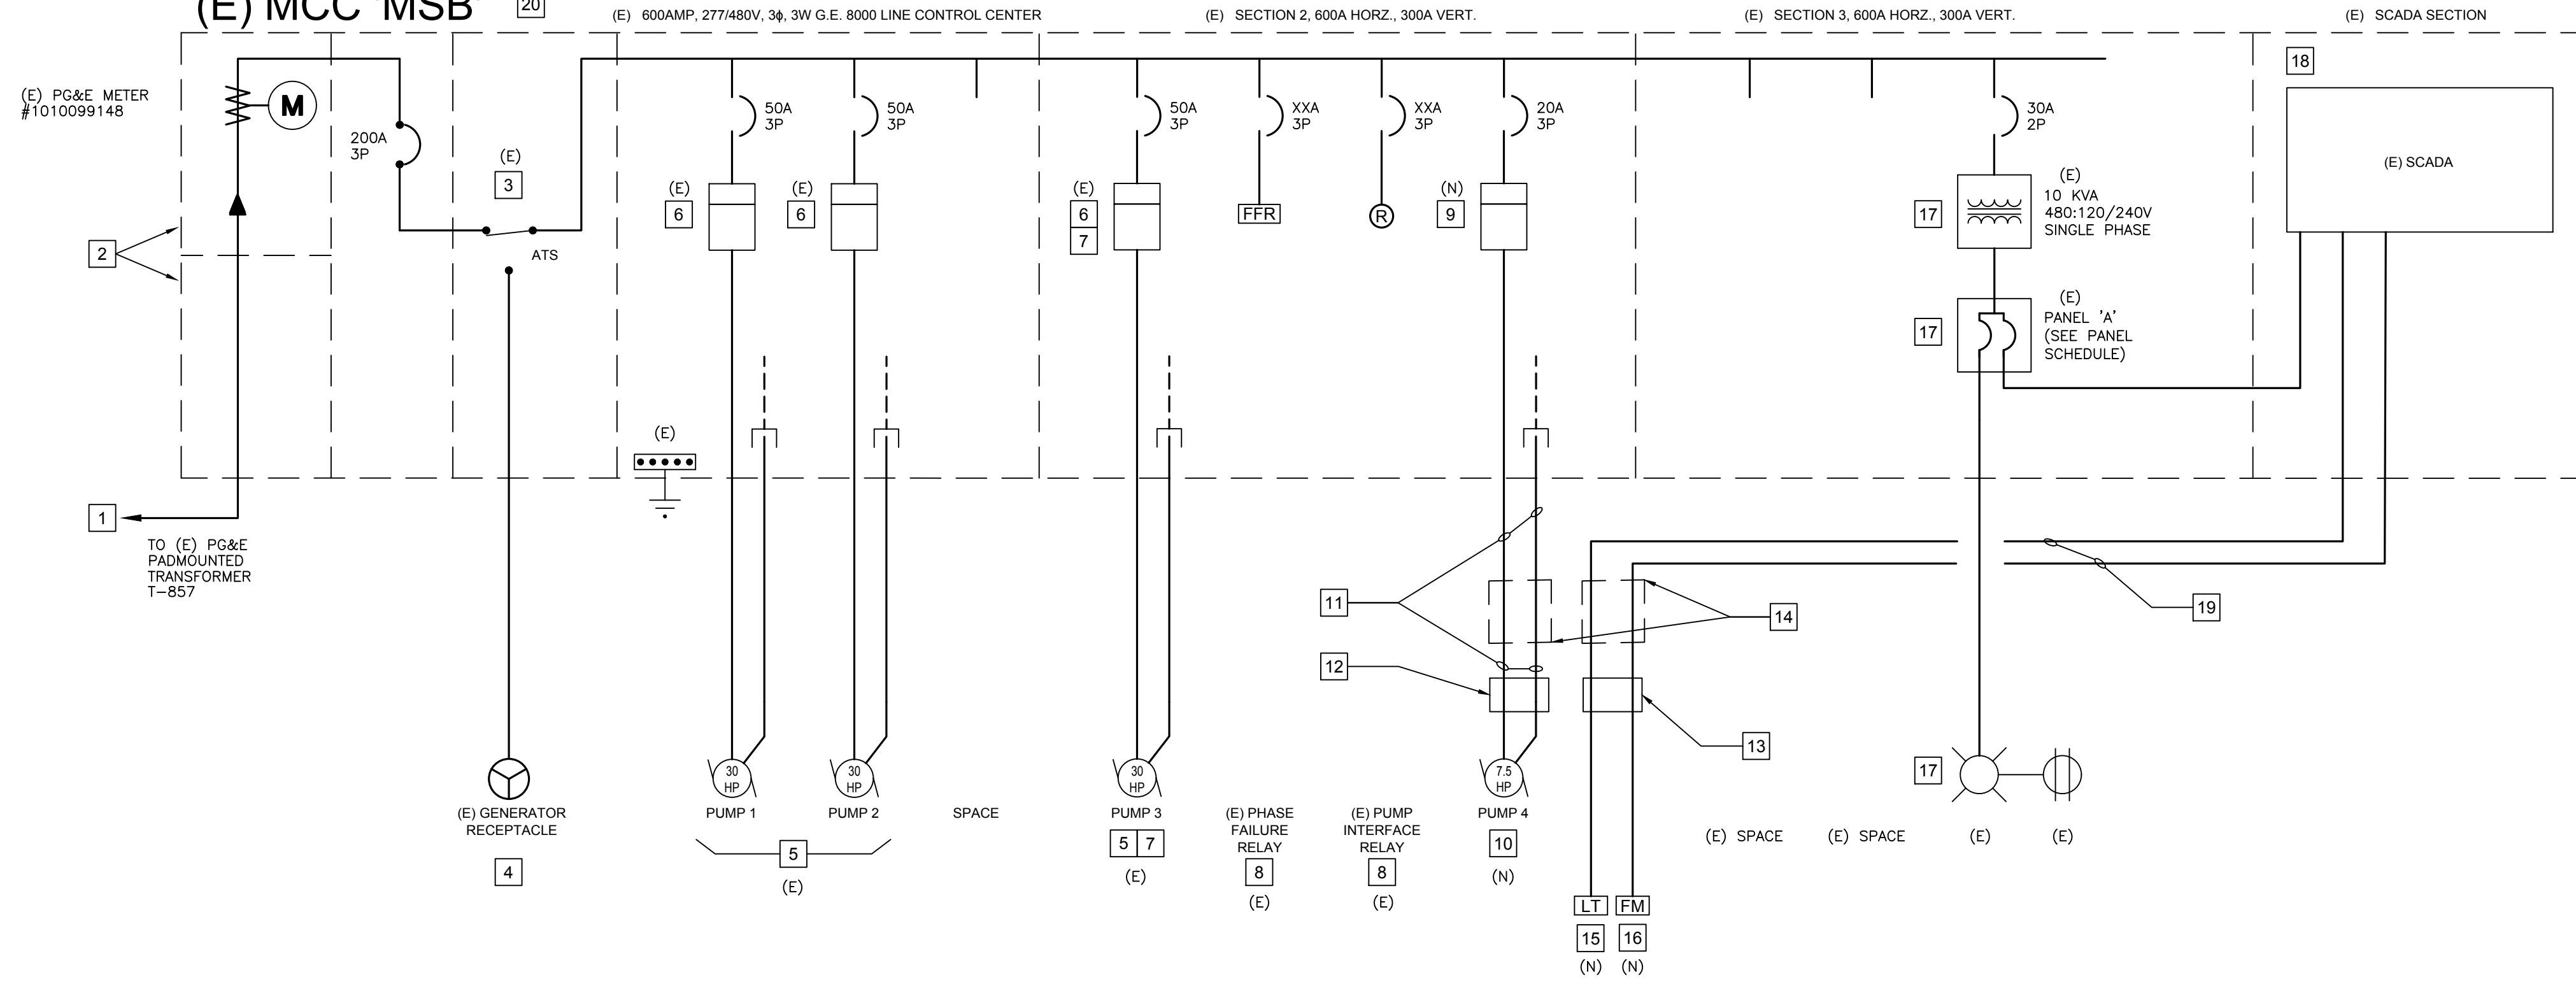 (E) MCC 'MSB'
20
(E) 600AMP, 277/480V, 3ϕ, 3W G.E. 8000 LINE CONTROL CENTER
(E) SECTION 2, 600A HORZ., 300A VERT.
(E) SECTION 3, 600A HORZ., 300A VERT.
(E) SCADA SECTION
(E) PG&E METER
#1010099148
M
200A
3P
(E)
3
ATS
2
1
TO (E) PG&E
PADMOUNTED
TRANSFORMER
T-857
50A
3P
50A
3P
50A
3P
XXA
3P
XXA
3P
20A
3P
30A
2P
18
(E) SCADA
(E)
6
(E)
6
(E)
6
7
FFR
R
(N)
9
17
(E)
10 KVA
480:120/240V
SINGLE PHASE
17
(E)
PANEL 'A'
(SEE PANEL
SCHEDULE)
(E)
11
12
14
13
19
17
30
HP
PUMP 1
30
HP
PUMP 2
5
(E)
SPACE
30
HP
PUMP 3
5 7
(E)
(E) GENERATOR
RECEPTACLE
4
(E) PHASE
FAILURE
RELAY
8
(E)
(E) PUMP
INTERFACE
RELAY
8
(E)
7.5
HP
PUMP 4
10
(N)
LT
15
(N)
FM
16
(N)
(E) SPACE
(E) SPACE
(E)
(E)